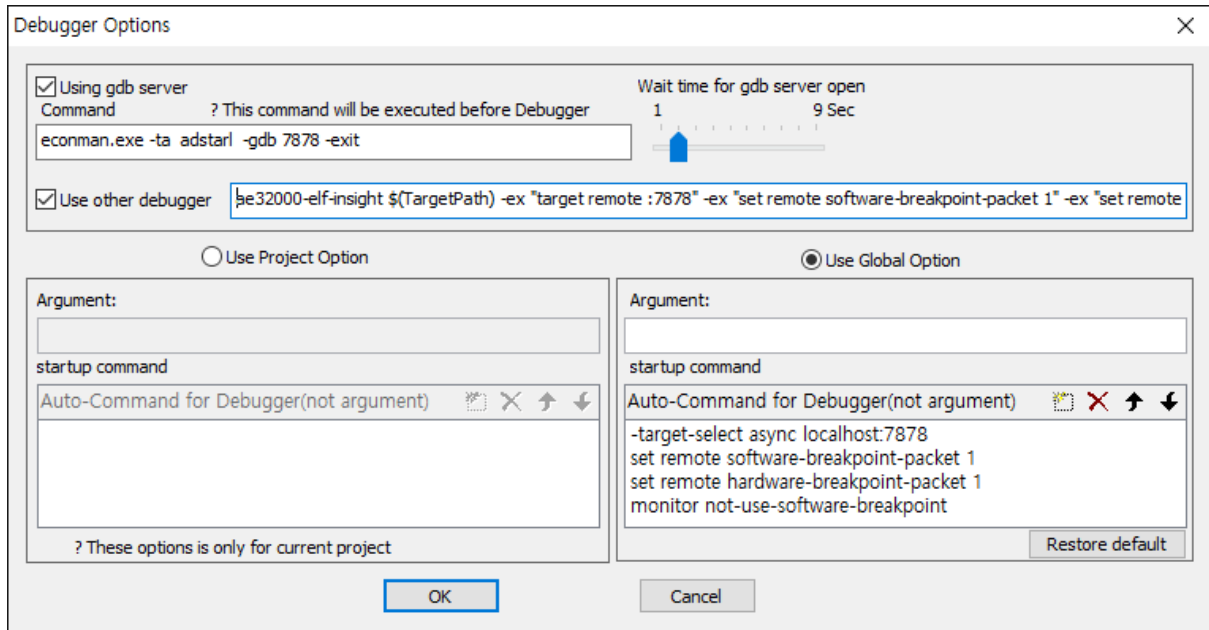 Debugger Options
Using gdb server
Command ? This command will be executed before Debugger
econman.exe -ta adstarl -gdb 7878 -exit
Wait time for gdb server open
1 9 Sec
Use other debugger ae32000-elf-insight $(TargetPath) -ex "target remote :7878" -ex "set remote software-breakpoint-packet 1" -ex "set remote
Use Project Option
Use Global Option
Argument:
startup command
Auto-Command for Debugger(not argument)
? These options is only for current project
Argument:
startup command
Auto-Command for Debugger(not argument)
-target-select async localhost:7878
set remote software-breakpoint-packet 1
set remote hardware-breakpoint-packet 1
monitor not-use-software-breakpoint
Restore default
OK
Cancel